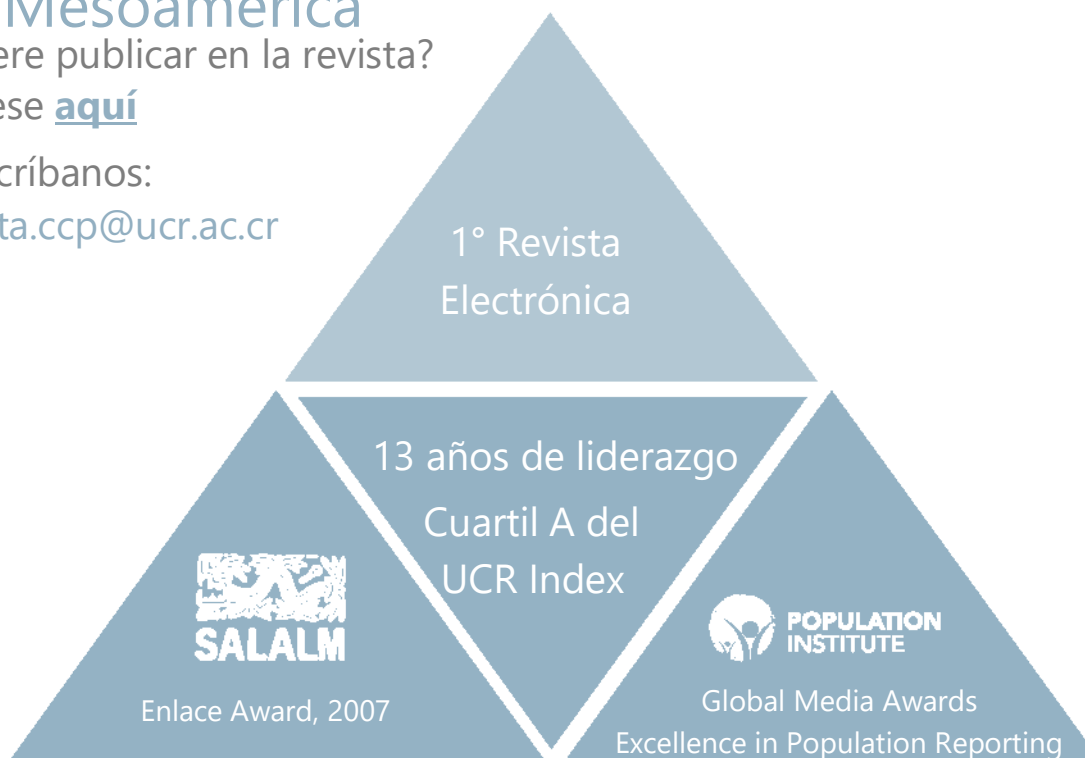 Mesoamérica
ere publicar en la revista?
ese aquí
críbanos:
ta.ccp@ucr.ac.cr
1° Revista
Electrónica
13 años de liderazgo
Cuartil A del
UCR Index
SALALM
Enlace Award, 2007
POPULATION
INSTITUTE
Global Media Awards
Excellence in Population Reporting